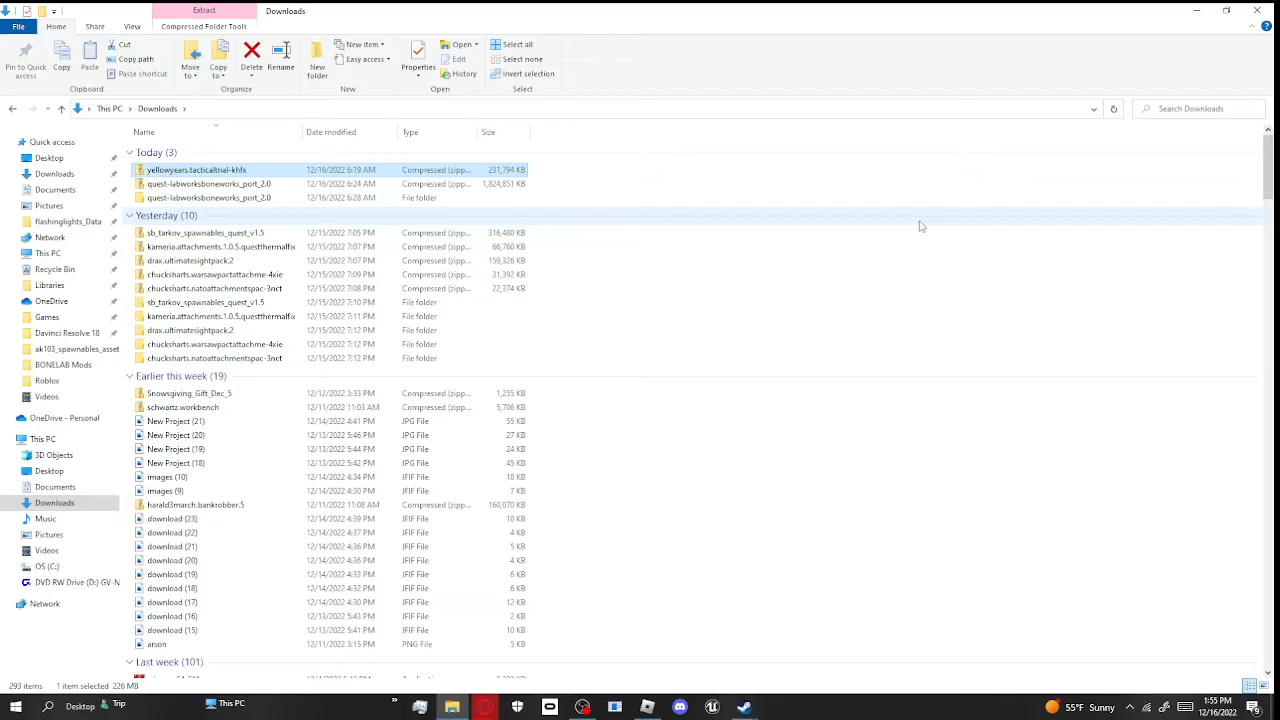 Extract
Downloads
File
Home
Share
View
Compressed Folder Tools
Pin to Quick access
Copy
Paste
Cut
Copy path
Paste shortcut
Clipboard
Move to
Copy to
Delete
Rename
Organize
New folder
New item
Easy access
New
Properties
Open
Edit
History
Open
Select all
Select none
Invert selection
Select
This PC
Downloads
Search Downloads
Name
Date modified
Type
Size
Quick access
Desktop
Downloads
Documents
Pictures
flashinglights_Data
Network
This PC
Recycle Bin
Libraries
OneDrive
Games
Davinci Resolve 18
ak103_spawnables_asset
BONELAB Mods
Roblox
Videos
OneDrive - Personal
This PC
3D Objects
Desktop
Documents
Downloads
Music
Pictures
Videos
OS (C:)
DVD RW Drive (D:) GV-N
Network
Today (3)
yellowyears.tacticaltrial-khfx 12/16/2022 6:19 AM Compressed (zipp... 231,794 KB
quest-labworksboneworks_port_2.0 12/16/2022 6:24 AM Compressed (zipp... 1,824,851 KB
quest-labworksboneworks_port_2.0 12/16/2022 6:28 AM File folder
Yesterday (10)
sb_tarkov_spawnables_quest_v1.5 12/15/2022 7:05 PM Compressed (zipp... 316,480 KB
kameria.attachments.1.0.5.questthermalfix 12/15/2022 7:07 PM Compressed (zipp... 66,760 KB
drax.ultimatesightpack.2 12/15/2022 7:07 PM Compressed (zipp... 159,326 KB
chucksharts.warsawpactattachme-4xie 12/15/2022 7:09 PM Compressed (zipp... 31,392 KB
chucksharts.natoattachmentspac-3nct 12/15/2022 7:08 PM Compressed (zipp... 22,374 KB
sb_tarkov_spawnables_quest_v1.5 12/15/2022 7:10 PM File folder
kameria.attachments.1.0.5.questthermalfix 12/15/2022 7:11 PM File folder
drax.ultimatesightpack.2 12/15/2022 7:12 PM File folder
chucksharts.warsawpactattachme-4xie 12/15/2022 7:12 PM File folder
chucksharts.natoattachmentspac-3nct 12/15/2022 7:12 PM File folder
Earlier this week (19)
Snowsgiving_Gift_Dec_5 12/12/2022 3:33 PM Compressed (zipp... 1,255 KB
schwartz.workbench 12/11/2022 11:03 AM Compressed (zipp... 5,706 KB
New Project (21) 12/14/2022 4:41 PM JPG File 55 KB
New Project (20) 12/13/2022 5:46 PM JPG File 27 KB
New Project (19) 12/13/2022 5:44 PM JPG File 24 KB
New Project (18) 12/13/2022 5:42 PM JPG File 45 KB
images (10) 12/14/2022 4:34 PM JFIF File 18 KB
images (9) 12/14/2022 4:30 PM JFIF File 7 KB
harald3march.bankrobber.5 12/11/2022 11:08 AM Compressed (zipp... 160,070 KB
download (23) 12/14/2022 4:39 PM JFIF File 10 KB
download (22) 12/14/2022 4:37 PM JFIF File 4 KB
download (21) 12/14/2022 4:36 PM JFIF File 5 KB
download (20) 12/14/2022 4:36 PM JFIF File 4 KB
download (19) 12/14/2022 4:33 PM JFIF File 6 KB
download (18) 12/14/2022 4:32 PM JFIF File 6 KB
download (17) 12/14/2022 4:30 PM JFIF File 12 KB
download (16) 12/13/2022 5:43 PM JFIF File 2 KB
download (15) 12/13/2022 5:41 PM JFIF File 10 KB
arson 12/11/2022 3:15 PM PNG File 5 KB
Last week (101)
293 items 1 item selected 226 MB
Desktop
Tip
This PC
55°F Sunny
1:55 PM
12/16/2022